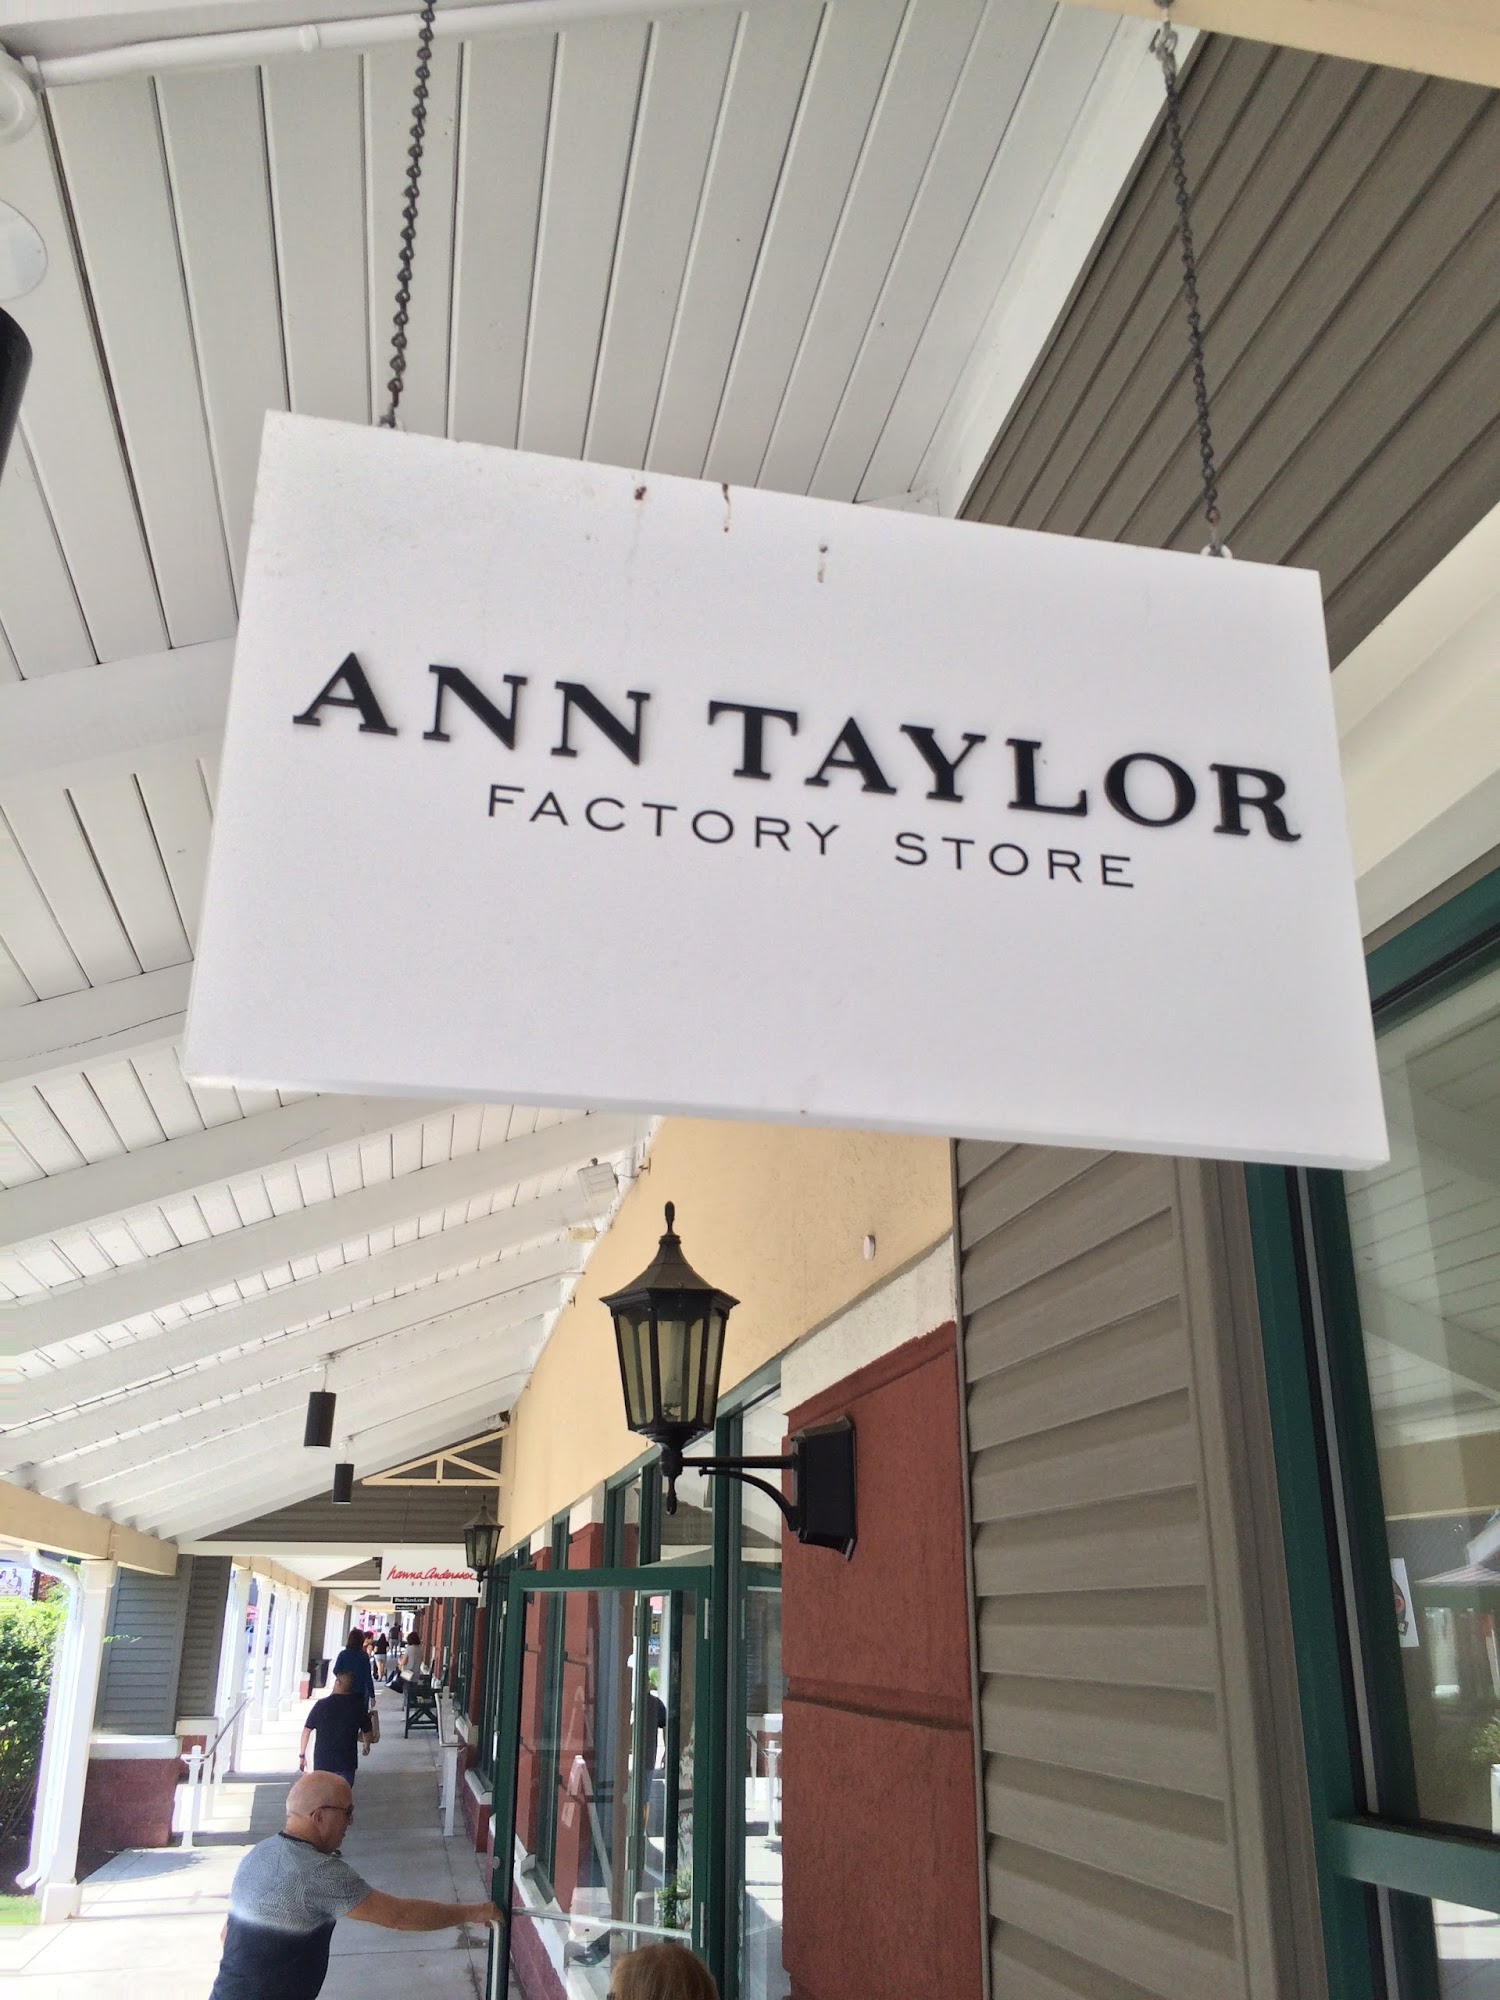 ANN TAYLOR
FACTORY STORE
hanna Andersson
OUTLET